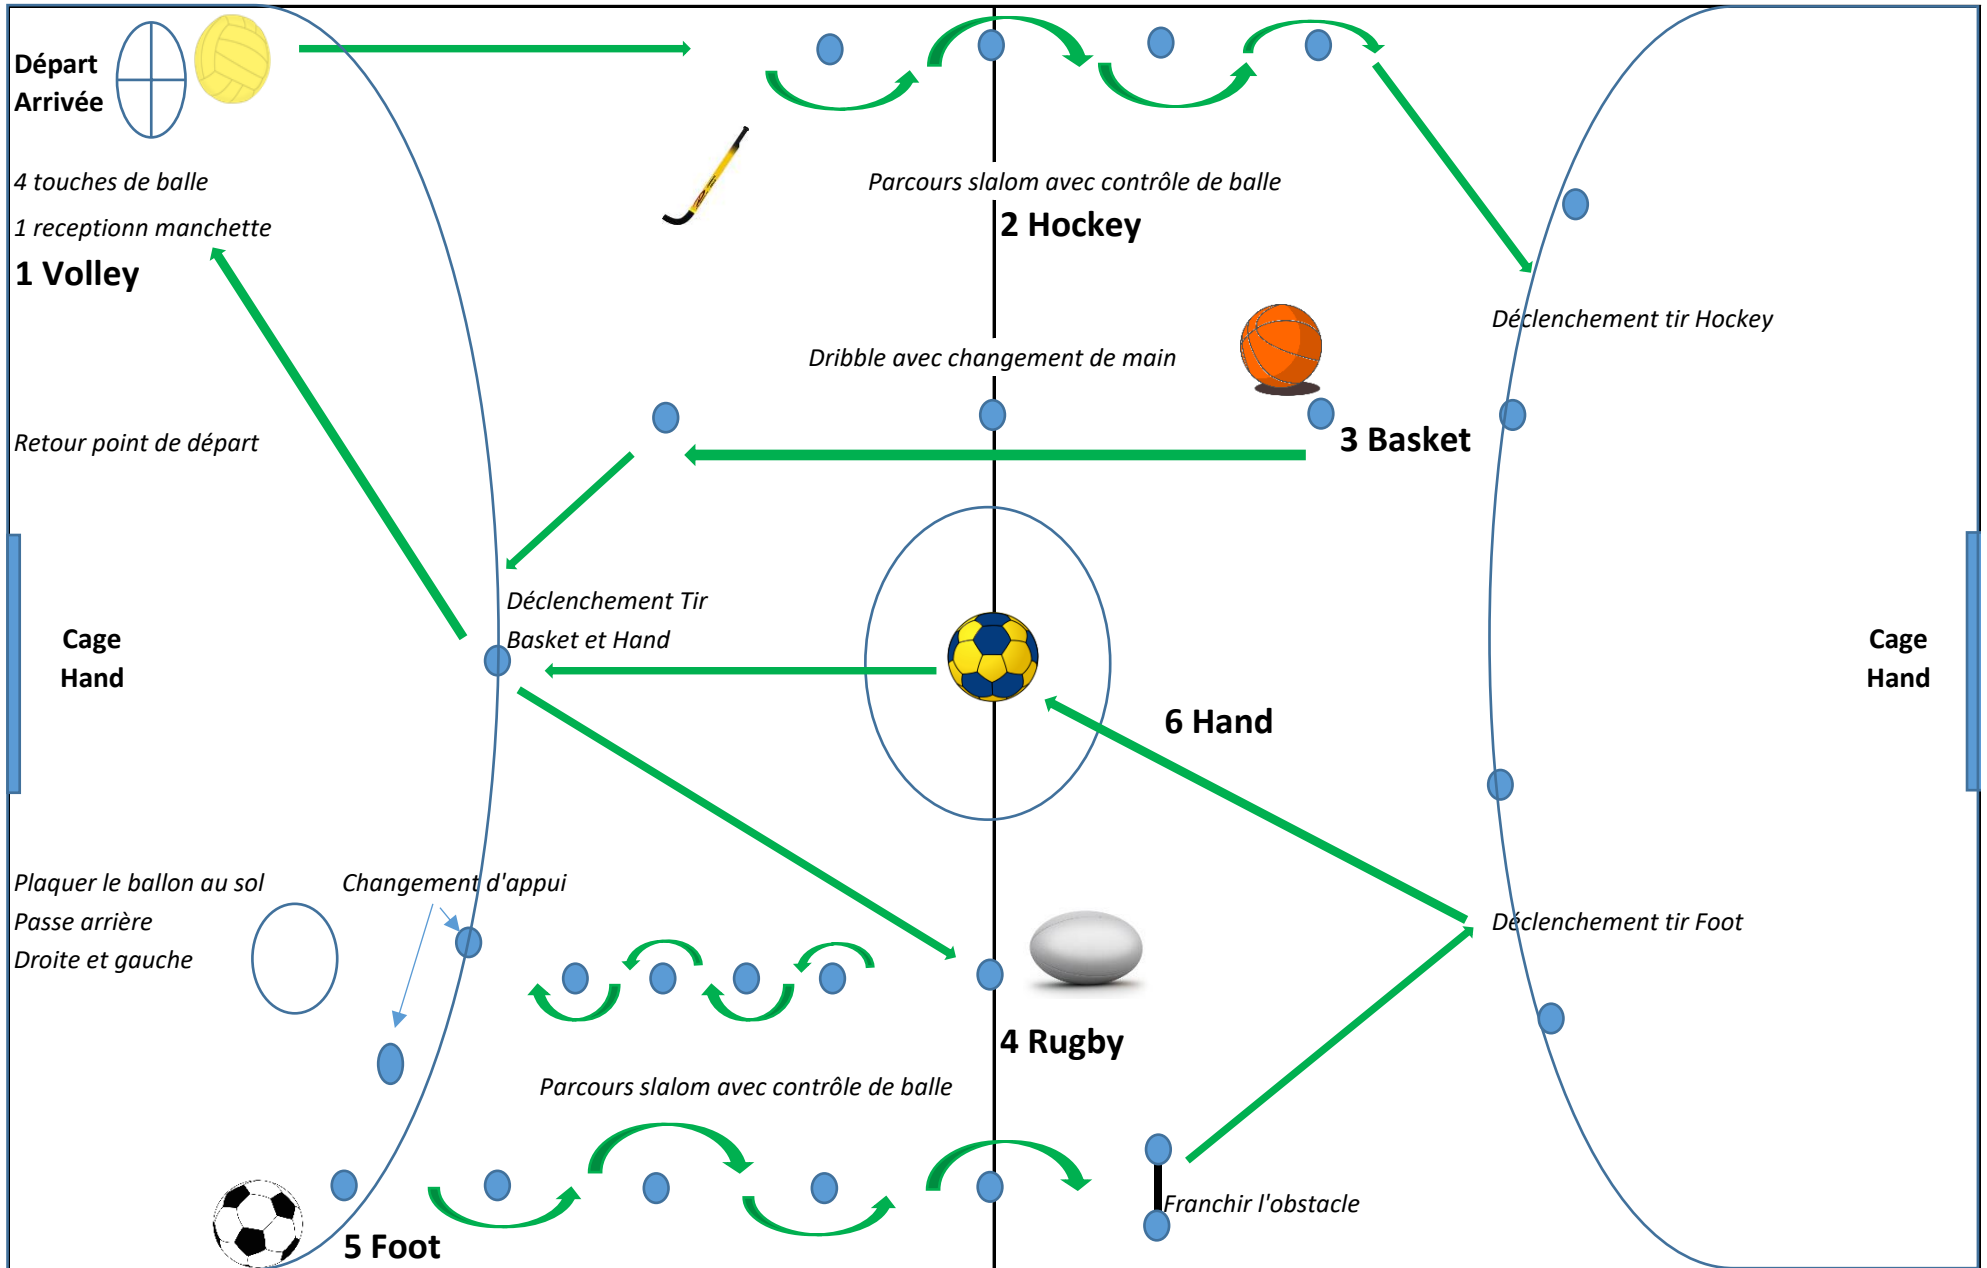 Départ
Arrivée
4 touches de balle
1 receptionn manchette
1 Volley
Parcours slalom avec contrôle de balle
2 Hockey
Déclenchement tir Hockey
Dribble avec changement de main
3 Basket
Retour point de départ
Déclenchement Tir
Basket et Hand
Cage
Hand
6 Hand
Cage
Hand
Plaquer le ballon au sol
Passe arrière
Droite et gauche
Changement d'appui
Déclenchement tir Foot
4 Rugby
Parcours slalom avec contrôle de balle
Franchir l'obstacle
5 Foot